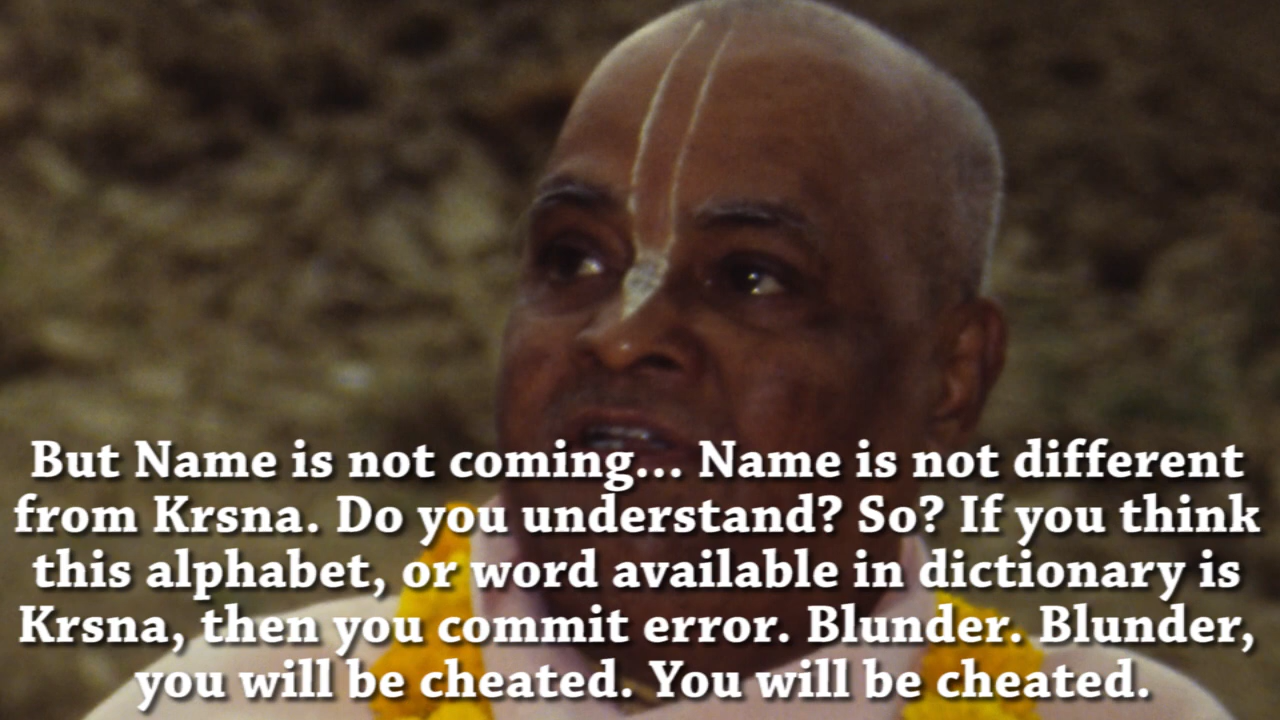 But Name is not coming... Name is not different
from Krsna. Do you understand? So? If you think
this alphabet, or word available in dictionary is
Krsna, then you commit error. Blunder. Blunder,
you will be cheated. You will be cheated.